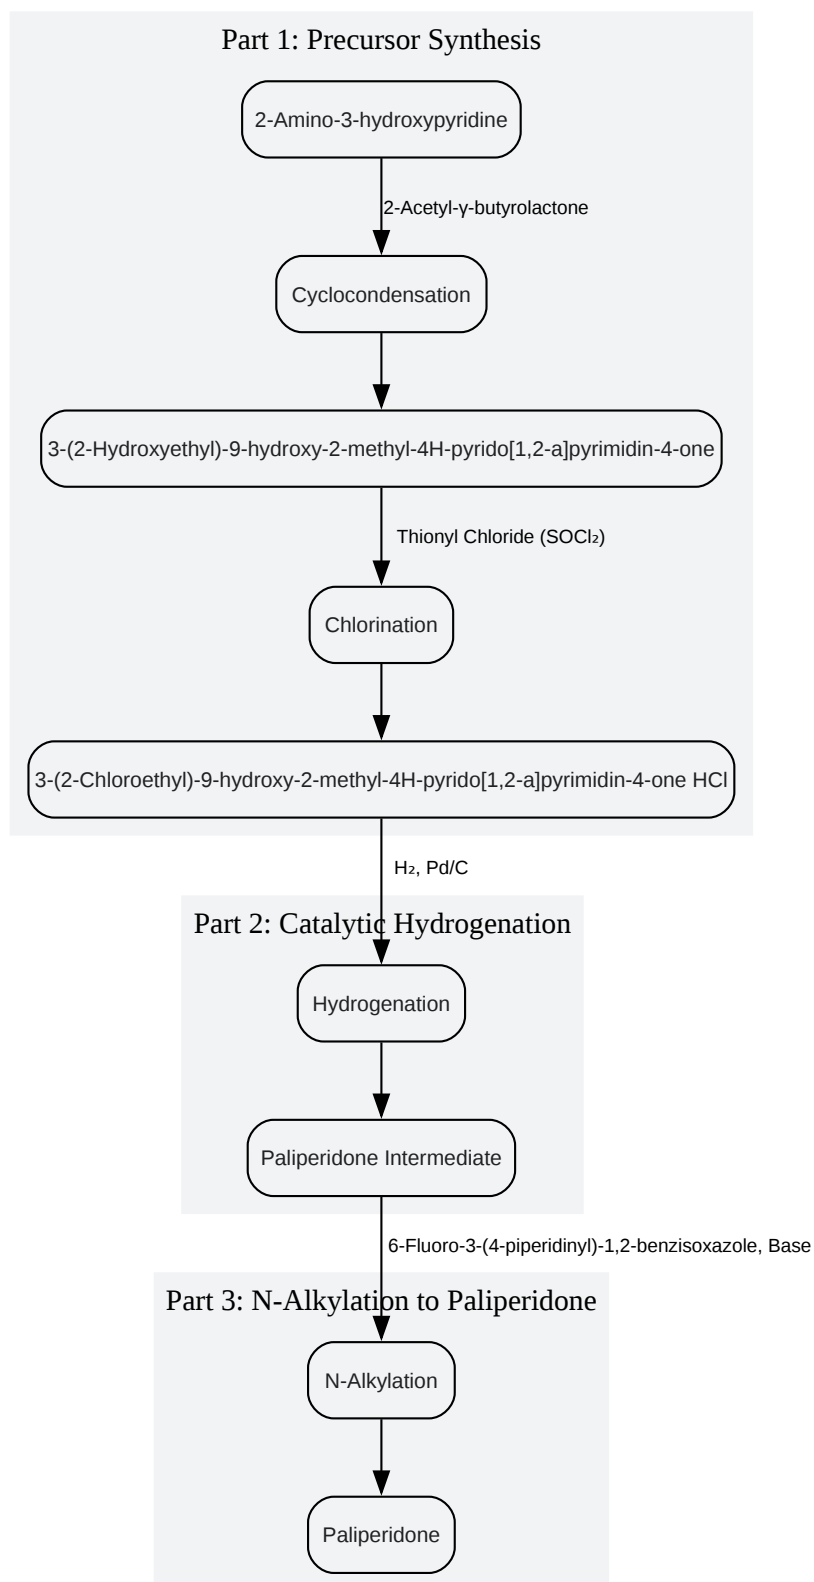 Part 1: Precursor Synthesis
2-Amino-3-hydroxypyridine
2-Acetyl-γ-butyrolactone
Cyclocondensation
3-(2-Hydroxyethyl)-9-hydroxy-2-methyl-4H-pyrido[1,2-a]pyrimidin-4-one
Thionyl Chloride (SOCl₂)
Chlorination
3-(2-Chloroethyl)-9-hydroxy-2-methyl-4H-pyrido[1,2-a]pyrimidin-4-one HCl
H₂, Pd/C
Part 2: Catalytic Hydrogenation
Hydrogenation
Paliperidone Intermediate
6-Fluoro-3-(4-piperidinyl)-1,2-benzisoxazole, Base
Part 3: N-Alkylation to Paliperidone
N-Alkylation
Paliperidone